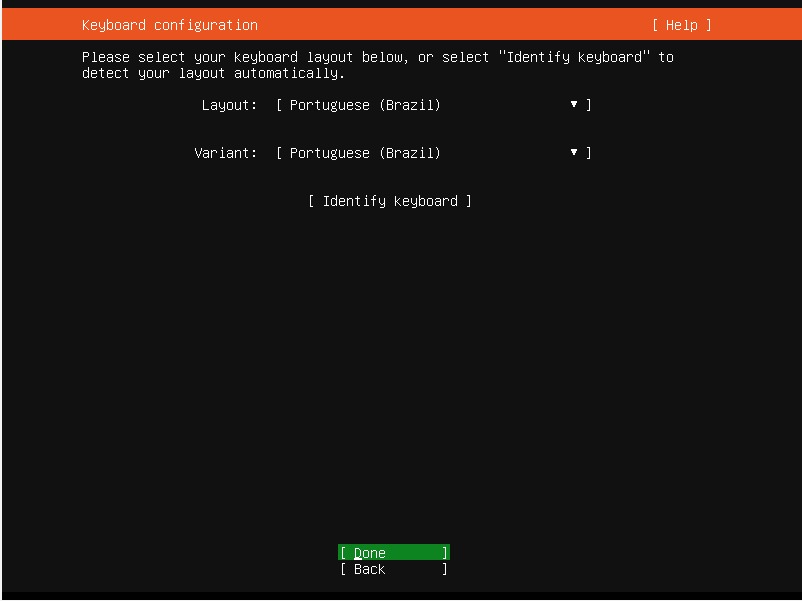 Keyboard configuration [ Help ]
Please select your keyboard layout below, or select "Identify keyboard" to
detect your layout automatically.
Layout: [ Portuguese (Brazil) ▾ ]
Variant: [ Portuguese (Brazil) ▾ ]
[ Identify keyboard ]
[ Done ]
[ Back ]